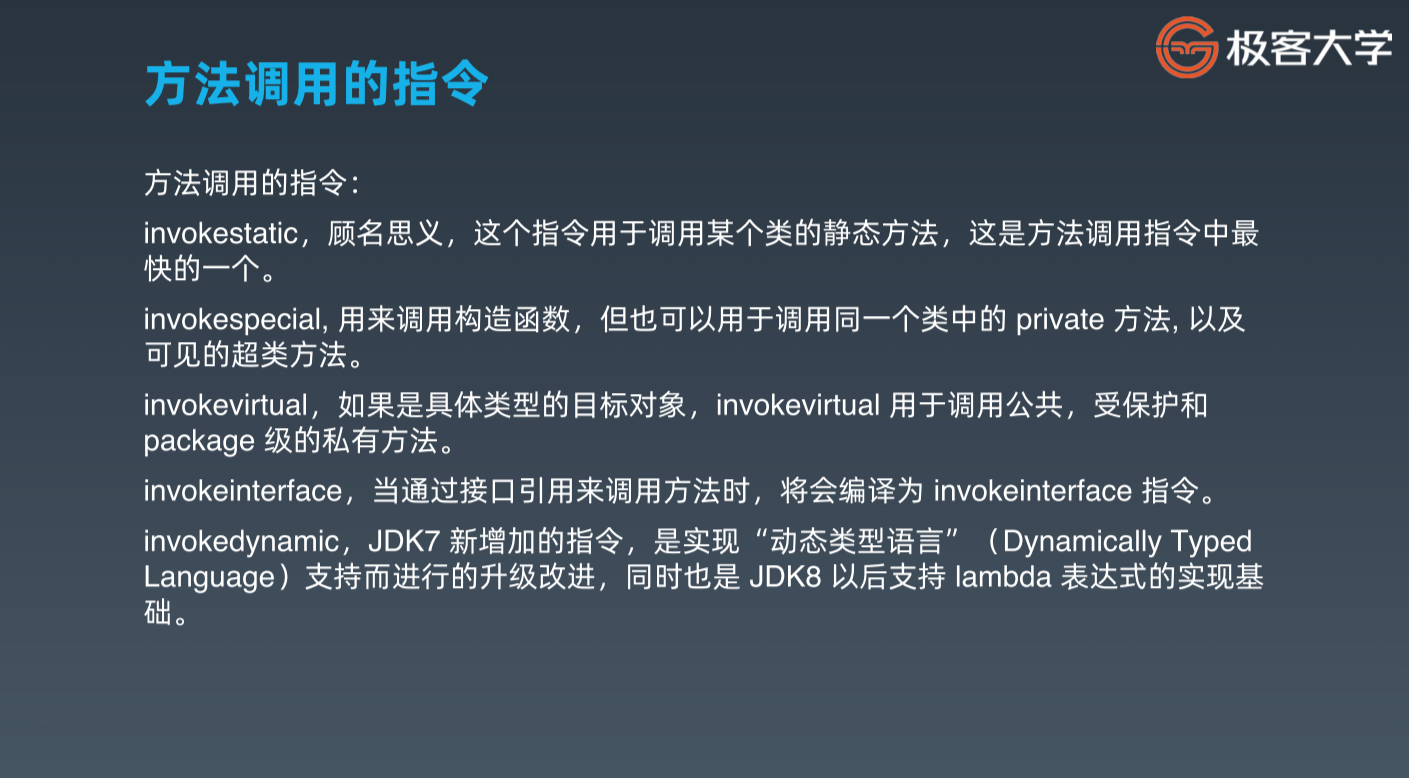 极客大学
方法调用的指令
方法调用的指令：
invokestatic，顾名思义，这个指令用于调用某个类的静态方法，这是方法调用指令中最
快的一个。
invokespecial, 用来调用构造函数，但也可以用于调用同一个类中的 private 方法, 以及
可见的超类方法。
invokevirtual，如果是具体类型的目标对象，invokevirtual 用于调用公共，受保护和
package 级的私有方法。
invokeinterface，当通过接口引用来调用方法时，将会编译为 invokeinterface 指令。
invokedynamic，JDK7 新增加的指令，是实现“动态类型语言”（Dynamically Typed
Language）支持而进行的升级改进，同时也是 JDK8 以后支持 lambda 表达式的实现基
础。